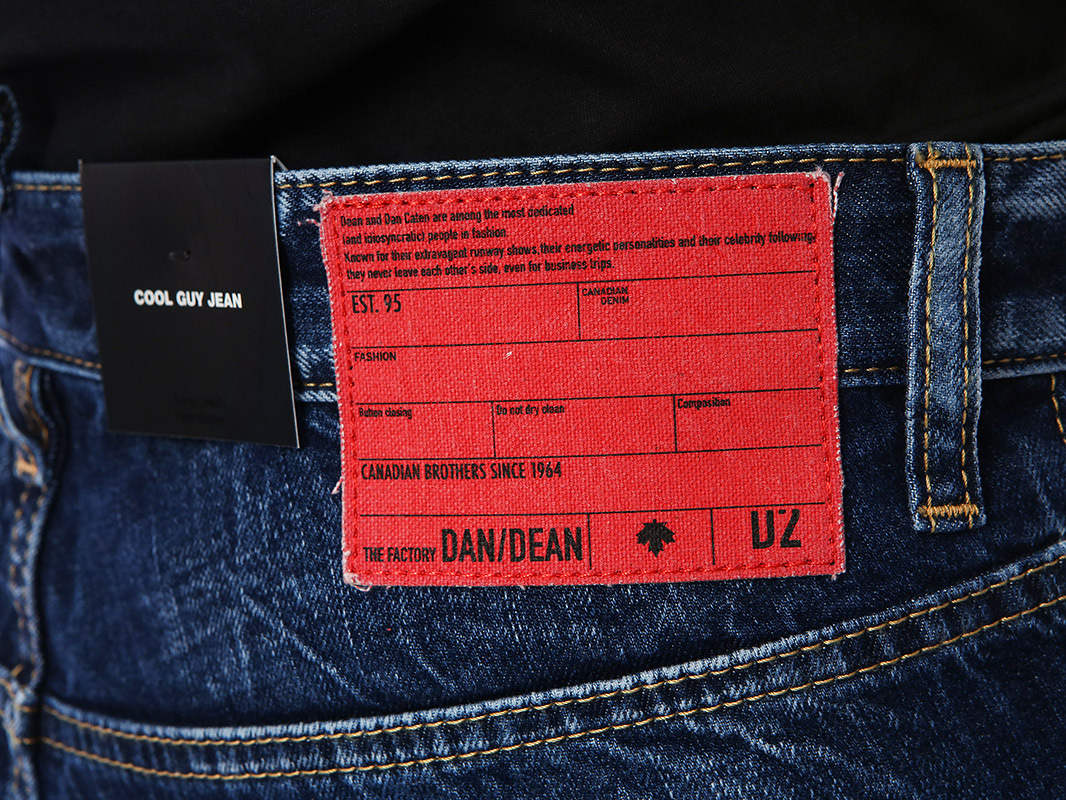 COOL GUY JEAN
Dean and Dan Caten are among the most dedicated
(and idiosyncratic) people in fashion.
Known for their extravagent runway shows, their energetic personalities and their celebrity following,
they never leave each other's side, even for business trips.
EST. 95
CANADIAN
DENIM
FASHION
Button closing
Do not dry clean
Composition
CANADIAN BROTHERS SINCE 1964
THE FACTORY DAN/DEAN
D2